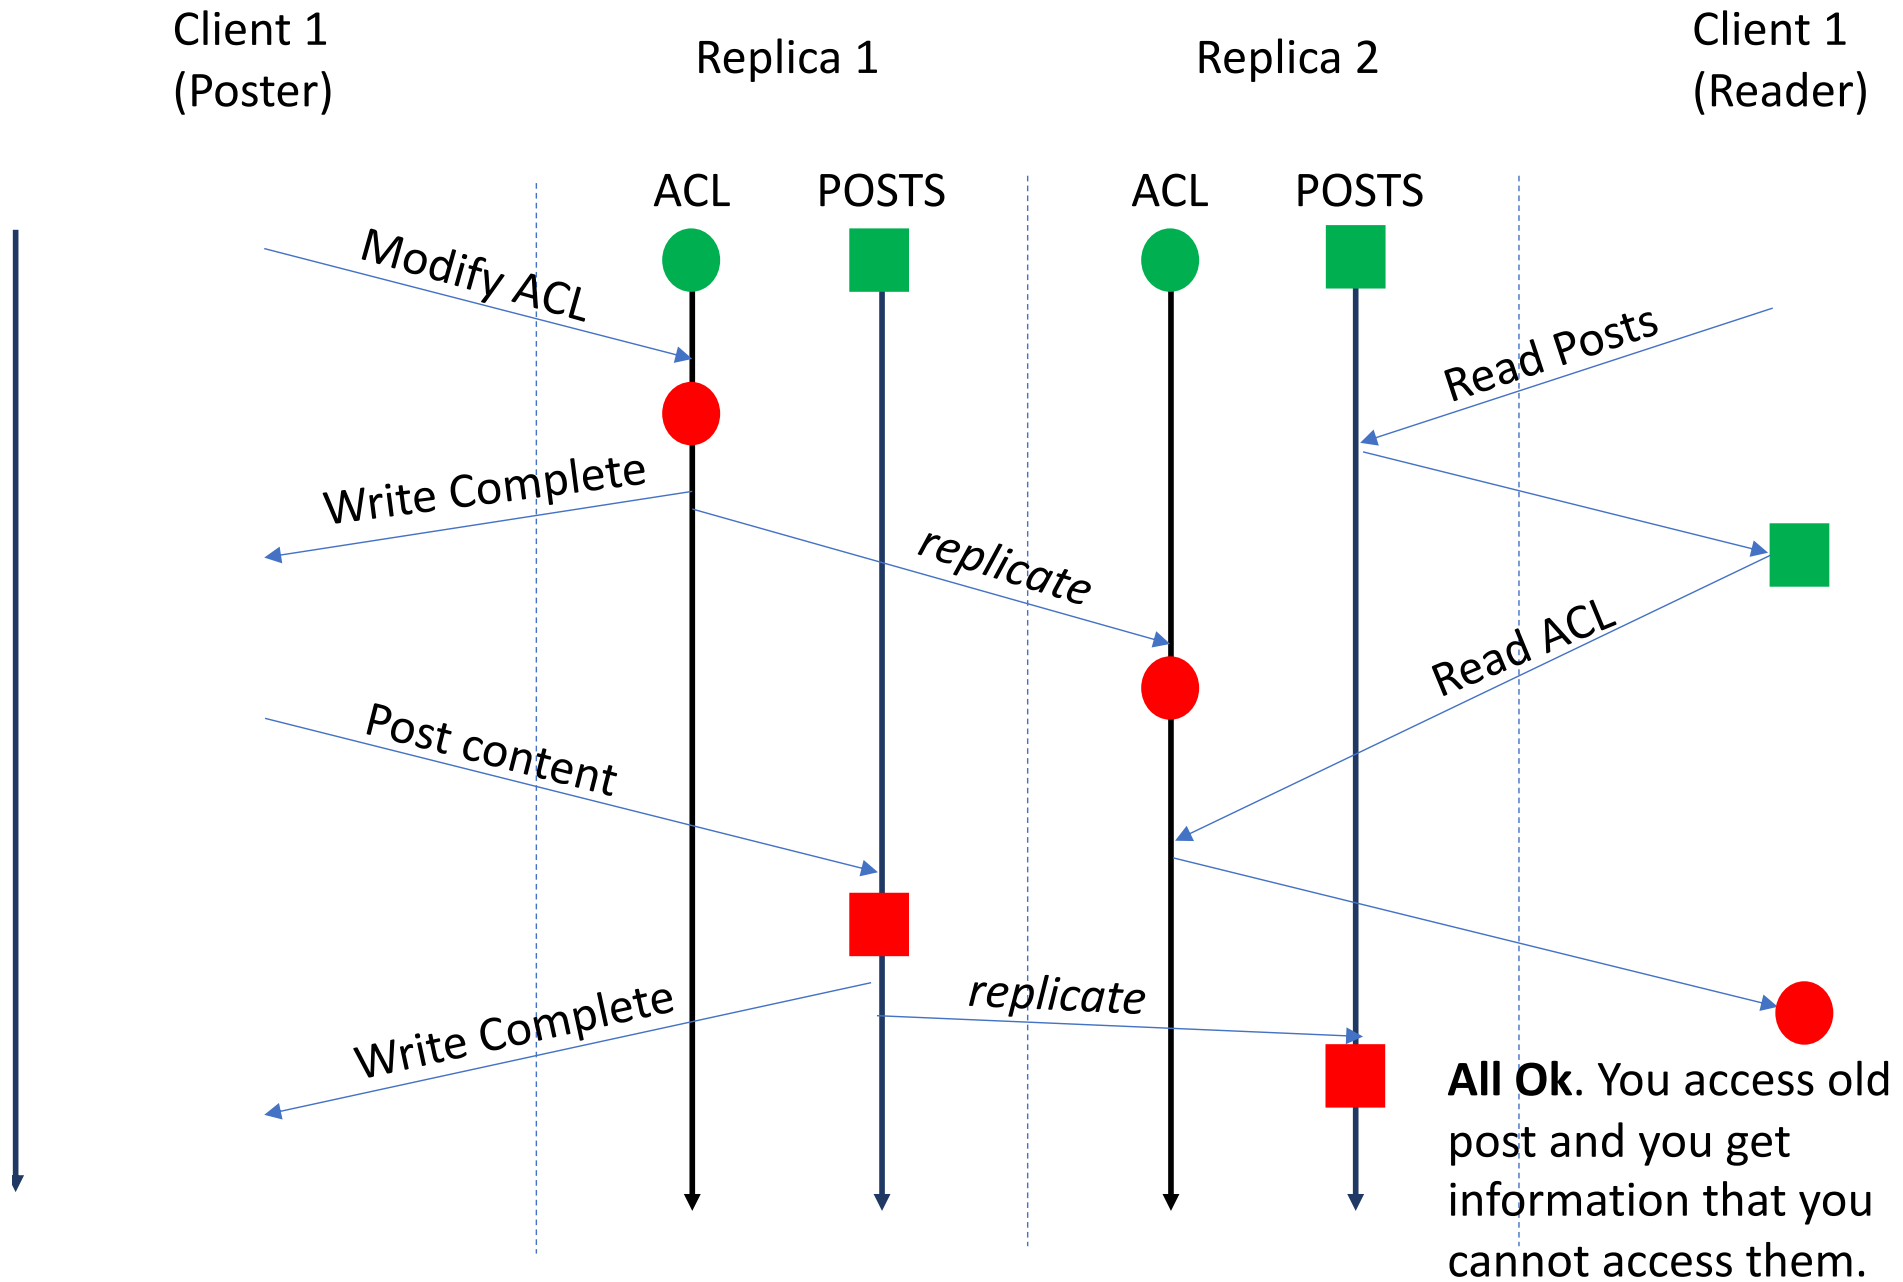 Client 1
(Poster)
Replica 1
Replica 2
Client 1
(Reader)
ACL
POSTS
ACL
POSTS
Modify ACL
Read Posts
Write Complete
replicate
Read ACL
Post content
replicate
Write Complete
All Ok. You access old
post and you get
information that you
cannot access them.